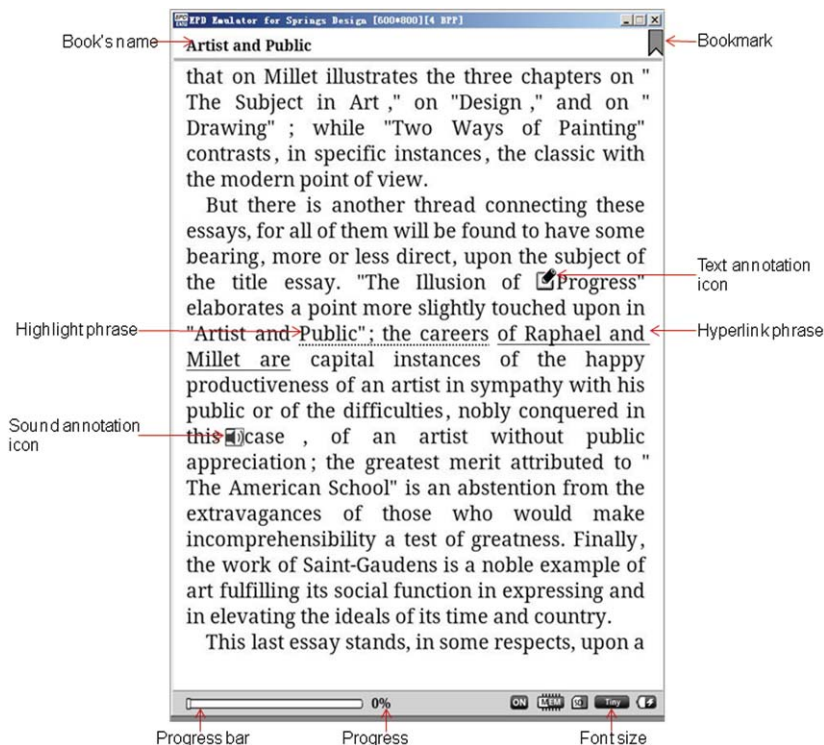 EPD Emulator for Springs Design [600*800][4 BPP]
Book's name
Artist and Public
Bookmark
that on Millet illustrates the three chapters on "
The Subject in Art ," on "Design ," and on "
Drawing" ; while "Two Ways of Painting"
contrasts, in specific instances, the classic with
the modern point of view.
But there is another thread connecting these
essays, for all of them will be found to have some
bearing, more or less direct, upon the subject of
the title essay. "The Illusion of Progress"
Text annotation
icon
elaborates a point more slightly touched upon in
"Artist and Public"; the careers of Raphael and
Highlight phrase
Hyperlink phrase
Millet are capital instances of the happy
productiveness of an artist in sympathy with his
public or of the difficulties, nobly conquered in
this case , of an artist without public
Sound annotation
icon
appreciation; the greatest merit attributed to "
The American School" is an abstention from the
extravagances of those who would make
incomprehensibility a test of greatness. Finally,
the work of Saint-Gaudens is a noble example of
art fulfilling its social function in expressing and
in elevating the ideals of its time and country.
This last essay stands, in some respects, upon a
0%
ON
MEM
SD
Tiny
Progress bar
Progress
Font size